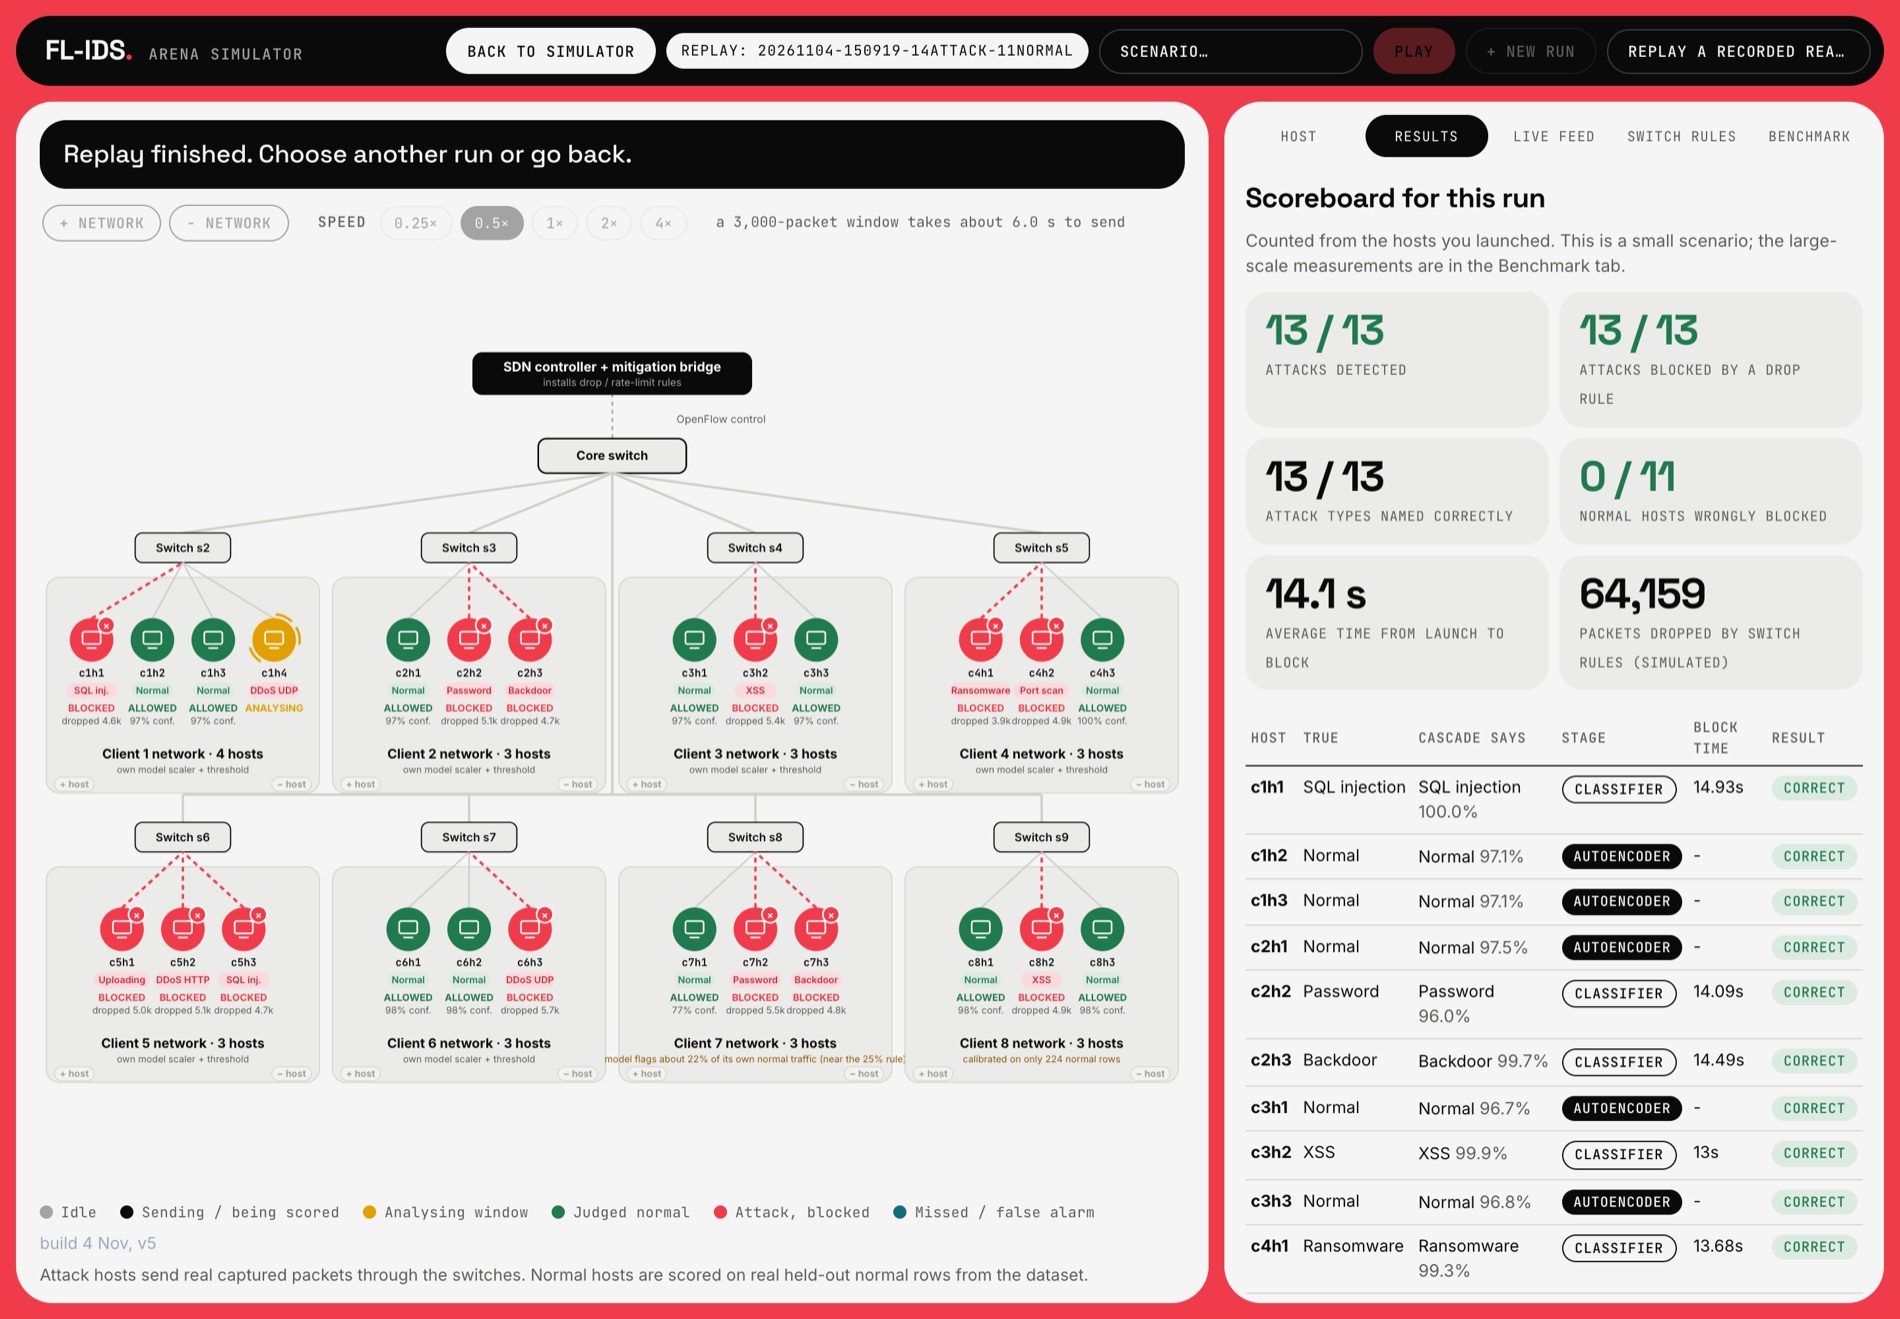 FL-IDS. ARENA SIMULATOR
BACK TO SIMULATOR
REPLAY: 20261104-150919-14ATTACK-11NORMAL
SCENARIO…
PLAY
+ NEW RUN
REPLAY A RECORDED REA…
Replay finished. Choose another run or go back.
+ NETWORK
- NETWORK
SPEED
0.25×
0.5×
1×
2×
4×
a 3,000-packet window takes about 6.0 s to send
SDN controller + mitigation bridge
installs drop / rate-limit rules
OpenFlow control
Core switch
Switch s2
Switch s3
Switch s4
Switch s5
c1h1 c1h2 c1h3 c1h4
SQL inj. Normal Normal DDoS UDP
BLOCKED ALLOWED ALLOWED ANALYSING
dropped 4.6k 97% conf. 97% conf.
Client 1 network · 4 hosts
own model scaler + threshold
+ host − host
c2h1 c2h2 c2h3
Normal Password Backdoor
ALLOWED BLOCKED BLOCKED
97% conf. dropped 5.1k dropped 4.7k
Client 2 network · 3 hosts
own model scaler + threshold
+ host − host
c3h1 c3h2 c3h3
Normal XSS Normal
ALLOWED BLOCKED ALLOWED
97% conf. dropped 5.4k 97% conf.
Client 3 network · 3 hosts
own model scaler + threshold
+ host − host
c4h1 c4h2 c4h3
Ransomware Port scan Normal
BLOCKED BLOCKED ALLOWED
dropped 3.9k dropped 4.9k 100% conf.
Client 4 network · 3 hosts
own model scaler + threshold
+ host − host
Switch s6
Switch s7
Switch s8
Switch s9
c5h1 c5h2 c5h3
Uploading DDoS HTTP SQL inj.
BLOCKED BLOCKED BLOCKED
dropped 5.0k dropped 5.1k dropped 4.7k
Client 5 network · 3 hosts
own model scaler + threshold
+ host − host
c6h1 c6h2 c6h3
Normal Normal DDoS UDP
ALLOWED ALLOWED BLOCKED
98% conf. 98% conf. dropped 5.7k
Client 6 network · 3 hosts
own model scaler + threshold
+ host − host
c7h1 c7h2 c7h3
Normal Password Backdoor
ALLOWED BLOCKED BLOCKED
77% conf. dropped 5.5k dropped 4.8k
Client 7 network · 3 hosts
model flags about 22% of its own normal traffic (near the 25% rule)
+ host − host
c8h1 c8h2 c8h3
Normal XSS Normal
ALLOWED BLOCKED ALLOWED
98% conf. dropped 4.9k 98% conf.
Client 8 network · 3 hosts
calibrated on only 224 normal rows
+ host − host
Idle
Sending / being scored
Analysing window
Judged normal
Attack, blocked
Missed / false alarm
build 4 Nov, v5
Attack hosts send real captured packets through the switches. Normal hosts are scored on real held-out normal rows from the dataset.
HOST
RESULTS
LIVE FEED
SWITCH RULES
BENCHMARK
Scoreboard for this run
Counted from the hosts you launched. This is a small scenario; the large-
scale measurements are in the Benchmark tab.
13 / 13
ATTACKS DETECTED
13 / 13
ATTACKS BLOCKED BY A DROP
RULE
13 / 13
ATTACK TYPES NAMED CORRECTLY
0 / 11
NORMAL HOSTS WRONGLY BLOCKED
14.1 s
AVERAGE TIME FROM LAUNCH TO
BLOCK
64,159
PACKETS DROPPED BY SWITCH
RULES (SIMULATED)
HOST TRUE CASCADE SAYS STAGE BLOCK TIME RESULT
c1h1 SQL injection SQL injection 100.0% CLASSIFIER 14.93s CORRECT
c1h2 Normal Normal 97.1% AUTOENCODER - CORRECT
c1h3 Normal Normal 97.1% AUTOENCODER - CORRECT
c2h1 Normal Normal 97.5% AUTOENCODER - CORRECT
c2h2 Password Password 96.0% CLASSIFIER 14.09s CORRECT
c2h3 Backdoor Backdoor 99.7% CLASSIFIER 14.49s CORRECT
c3h1 Normal Normal 96.7% AUTOENCODER - CORRECT
c3h2 XSS XSS 99.9% CLASSIFIER 13s CORRECT
c3h3 Normal Normal 96.8% AUTOENCODER - CORRECT
c4h1 Ransomware Ransomware 99.3% CLASSIFIER 13.68s CORRECT